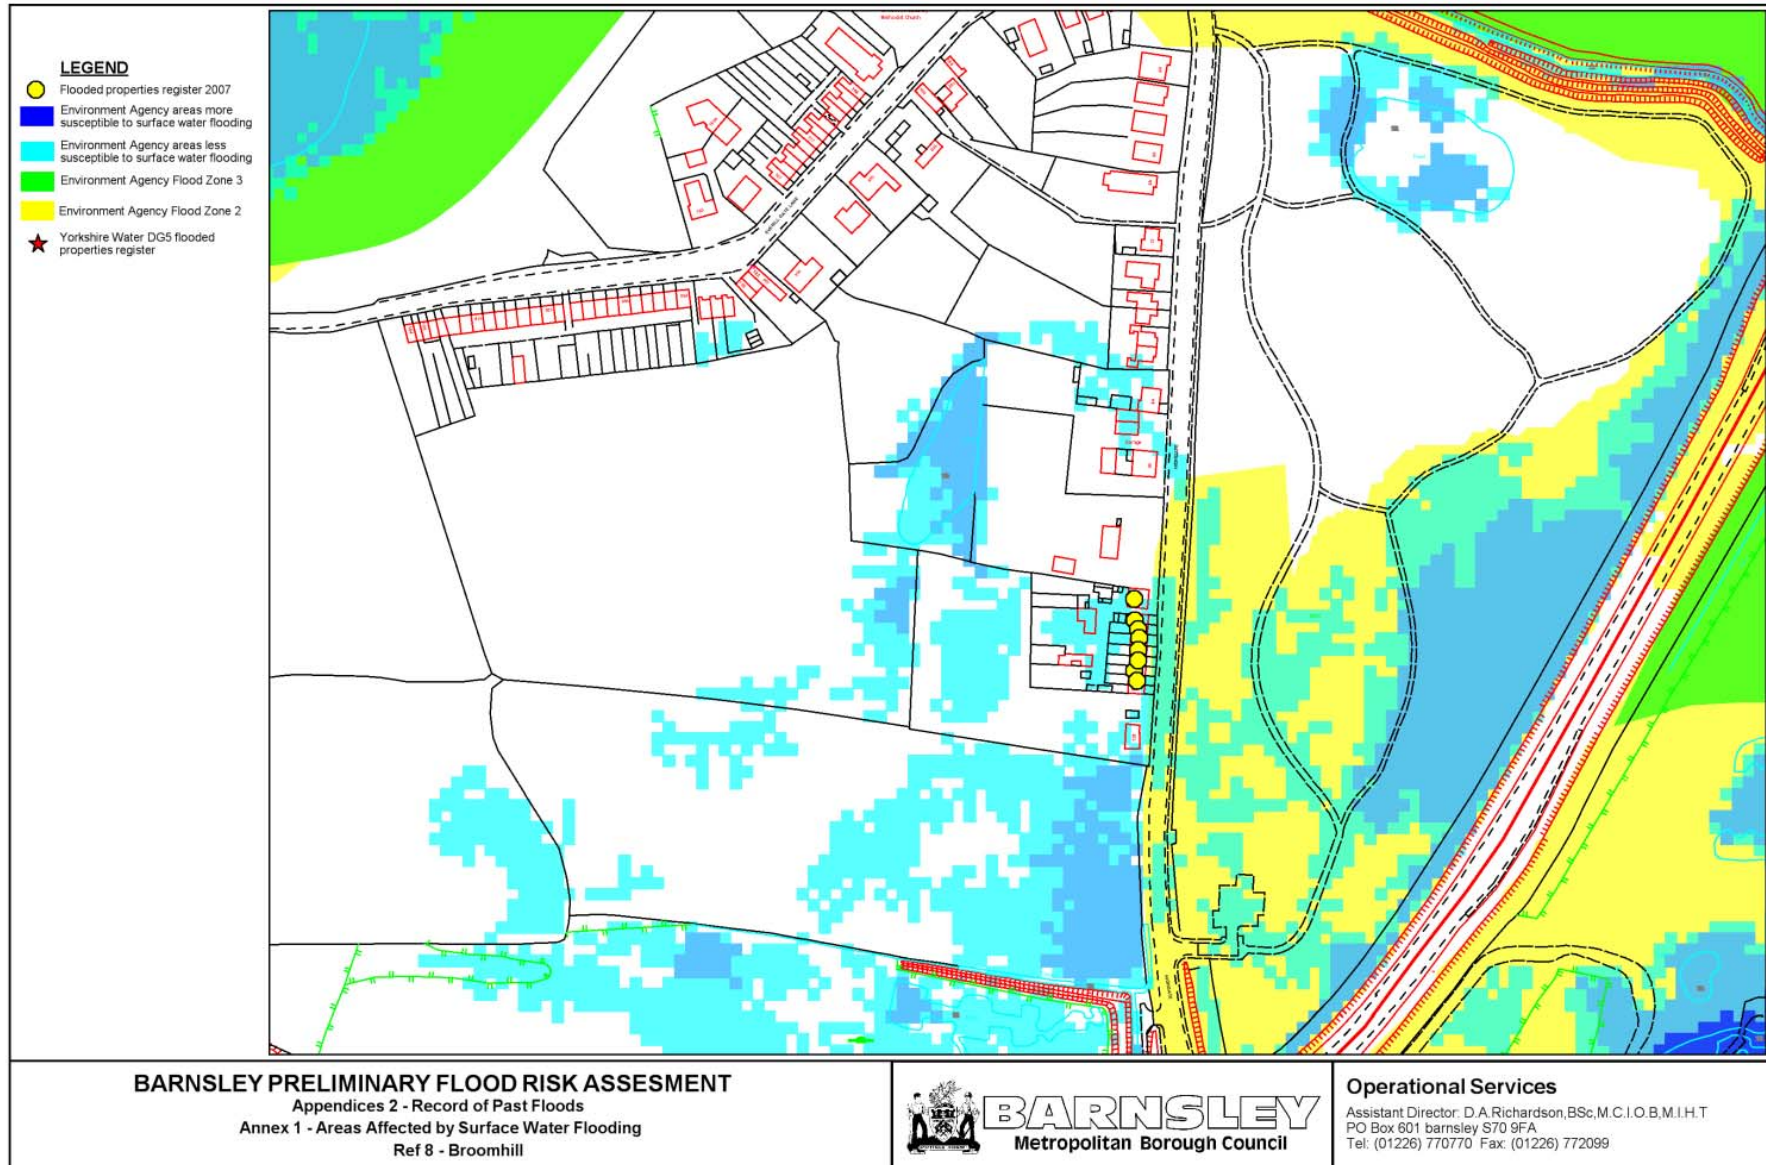 LEGEND
Flooded properties register 2007
Environment Agency areas more
susceptible to surface water flooding
Environment Agency areas less
susceptible to surface water flooding
Environment Agency Flood Zone 3
Environment Agency Flood Zone 2
Yorkshire Water DG5 flooded
properties register
Methodist Church
BARNSLEY PRELIMINARY FLOOD RISK ASSESMENT
Appendices 2 - Record of Past Floods
Annex 1 - Areas Affected by Surface Water Flooding
Ref 8 - Broomhill
BARNSLEY
Metropolitan Borough Council
Operational Services
Assistant Director: D.A.Richardson,BSc,M.C.I.O.B,M.I.H.T
PO Box 601 barnsley S70 9FA
Tel: (01226) 770770 Fax: (01226) 772099